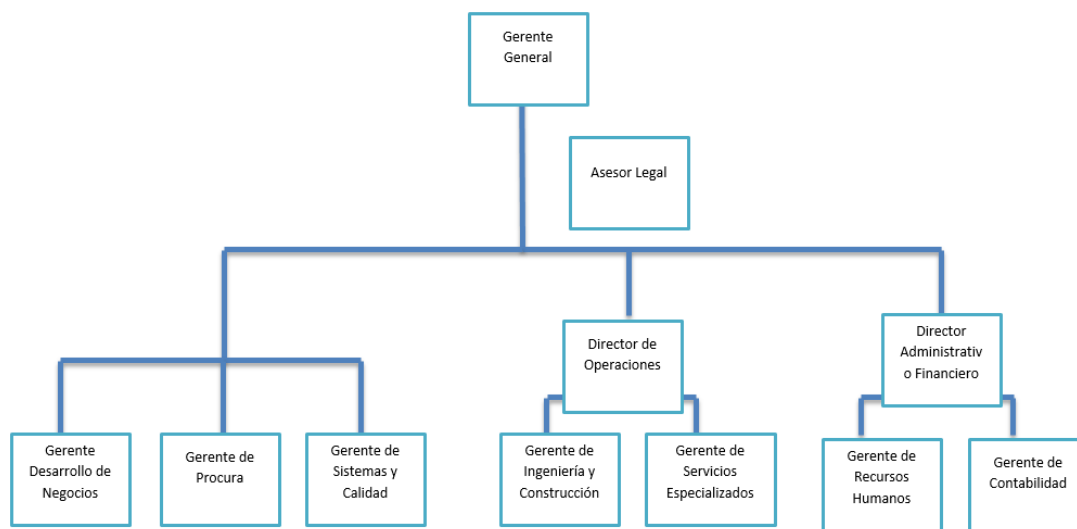 Gerente
General
Asesor Legal
Director de
Operaciones
Director
Administrativ
o Financiero
Gerente
Desarrollo de
Negocios
Gerente de
Procura
Gerente de
Sistemas y
Calidad
Gerente de
Ingeniería y
Construcción
Gerente de
Servicios
Especializados
Gerente de
Recursos
Humanos
Gerente de
Contabilidad